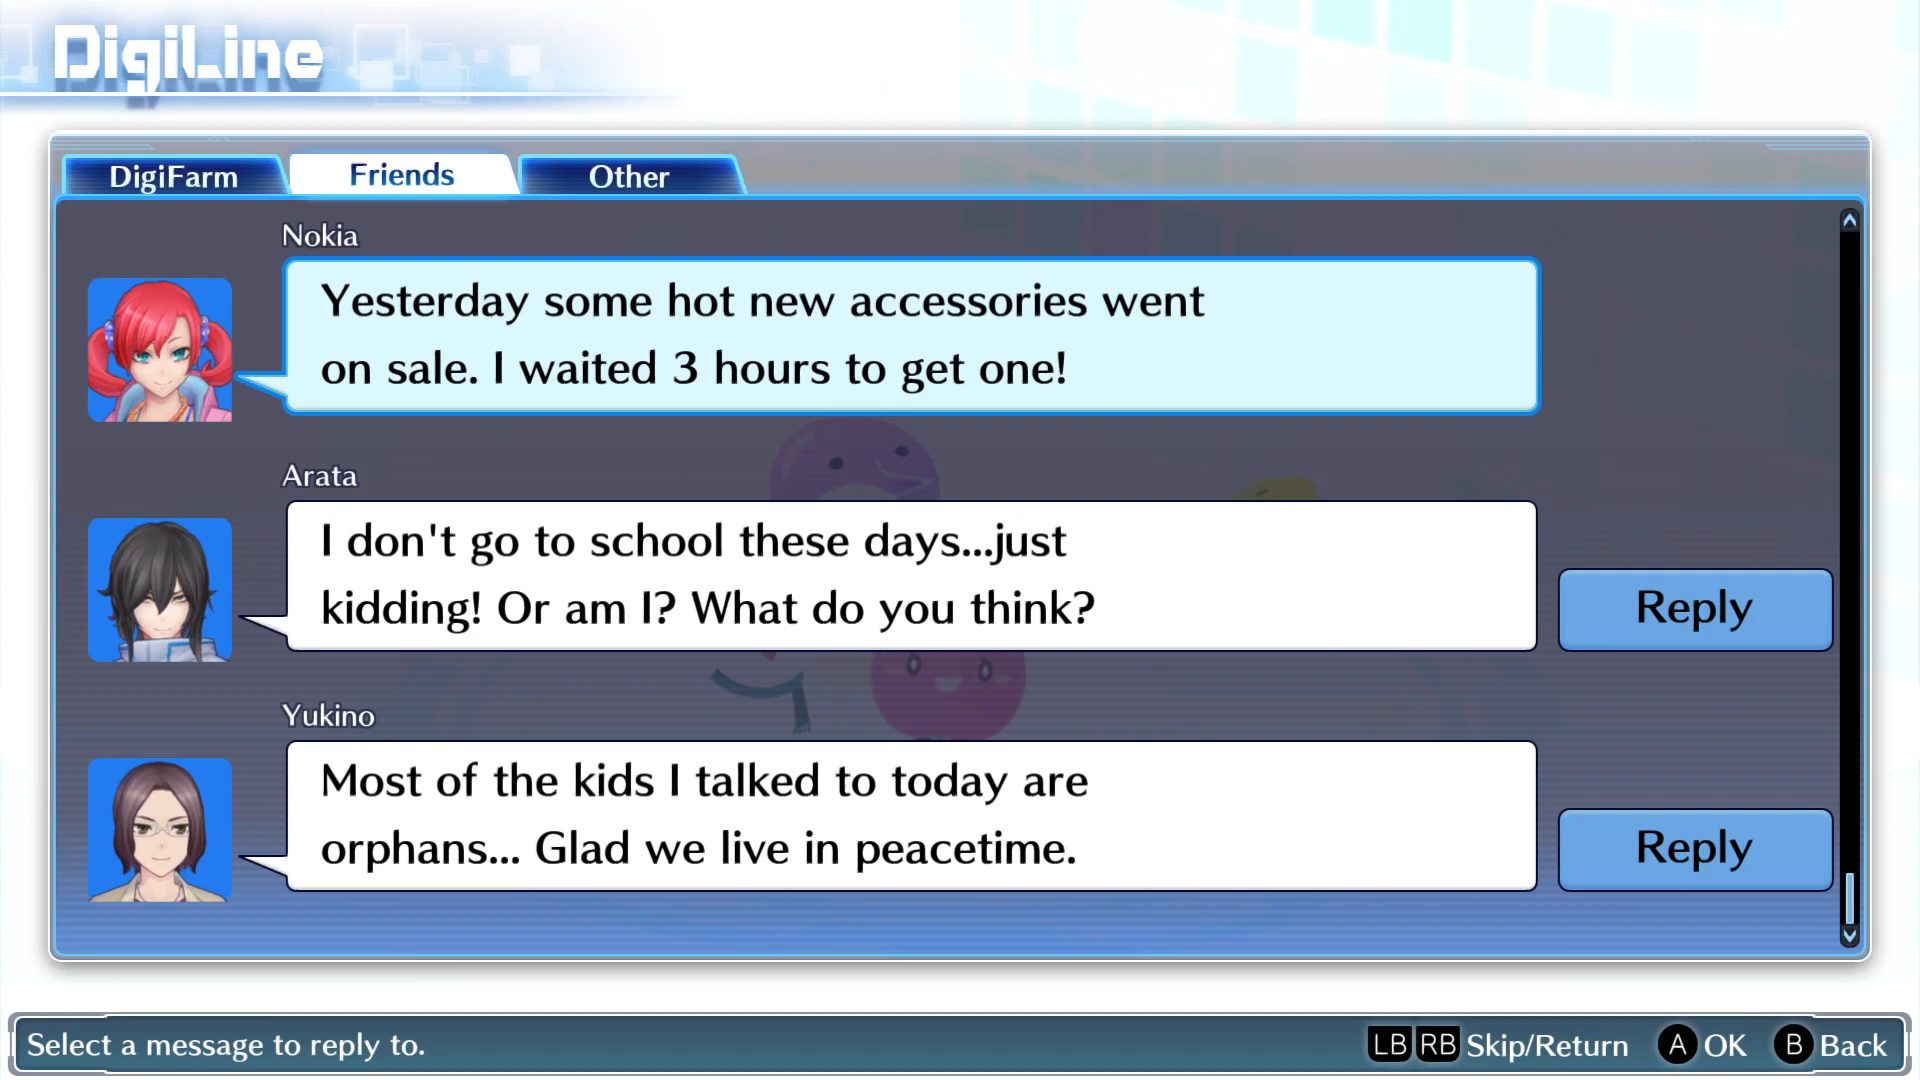 DigiLine
DigiFarm
Friends
Other
Nokia
Yesterday some hot new accessories went
on sale. I waited 3 hours to get one!
Arata
I don't go to school these days...just
kidding! Or am I? What do you think?
Reply
Yukino
Most of the kids I talked to today are
orphans... Glad we live in peacetime.
Reply
Select a message to reply to.
LB RB Skip/Return A OK B Back